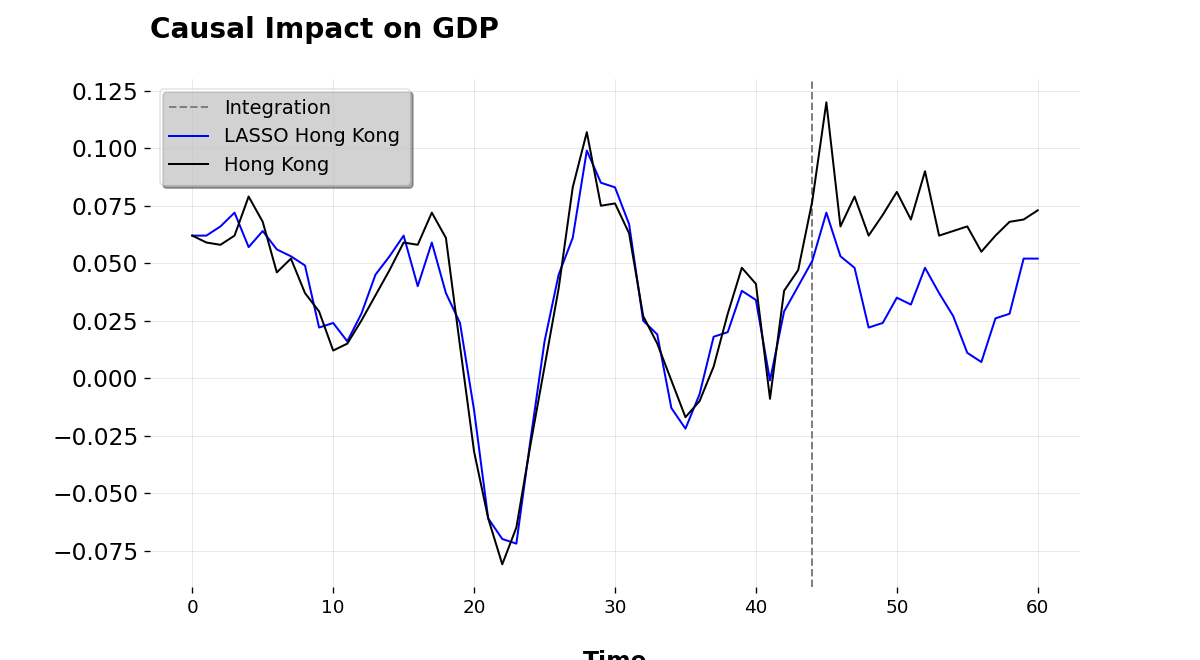 Causal Impact on GDP
Integration
LASSO Hong Kong
Hong Kong
0.125
0.100
0.075
0.050
0.025
0.000
−0.025
−0.050
−0.075
0 10 20 30 40 50 60
Time